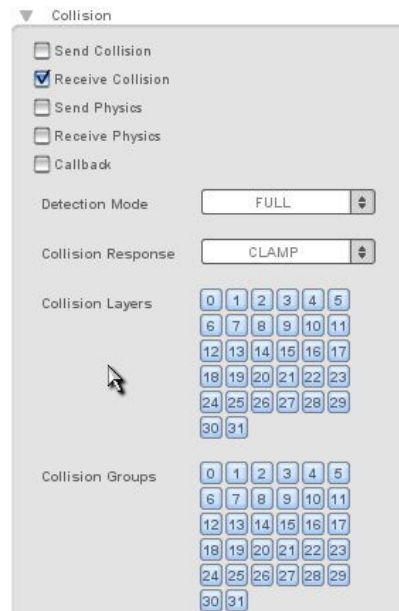 Collision
Send Collision
Receive Collision
Send Physics
Receive Physics
Callback
Detection Mode FULL
Collision Response CLAMP
Collision Layers 0 1 2 3 4 5
6 7 8 9 10 11
12 13 14 15 16 17
18 19 20 21 22 23
24 25 26 27 28 29
30 31
Collision Groups 0 1 2 3 4 5
6 7 8 9 10 11
12 13 14 15 16 17
18 19 20 21 22 23
24 25 26 27 28 29
30 31